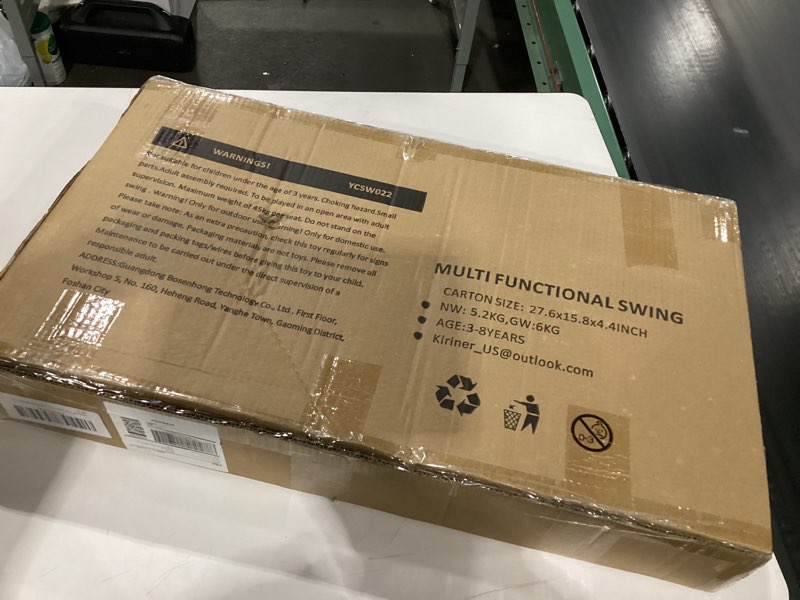 WARNINGS!
YCSW022
Not suitable for children under the age of 3 years. Choking hazard.Small
parts.Adult assembly required. To be played in an open area with adult
supervision. Maximum weight of 45kg per seat. Do not stand on the
swing . Warning! Only for outdoor use. Warning! Only for domestic use.
Please take note: As an extra precaution, check this toy regularly for signs
of wear or damage. Packaging materials are not toys. Please remove all
packaging and packing tags/wires before giving this toy to your child.
Maintenance to be carried out under the direct supervision of a
responsible adult.
ADDRESS:Guangdong Bosenhong Technology Co., Ltd. First Floor,
Workshop 5, No. 160, Heheng Road, Yanghe Town, Gaoming District,
Foshan City
MULTI FUNCTIONAL SWING
CARTON SIZE: 27.6x15.8x4.4INCH
NW: 5.2KG,GW:6KG
AGE:3-8YEARS
Kiriner_US@outlook.com
0-3